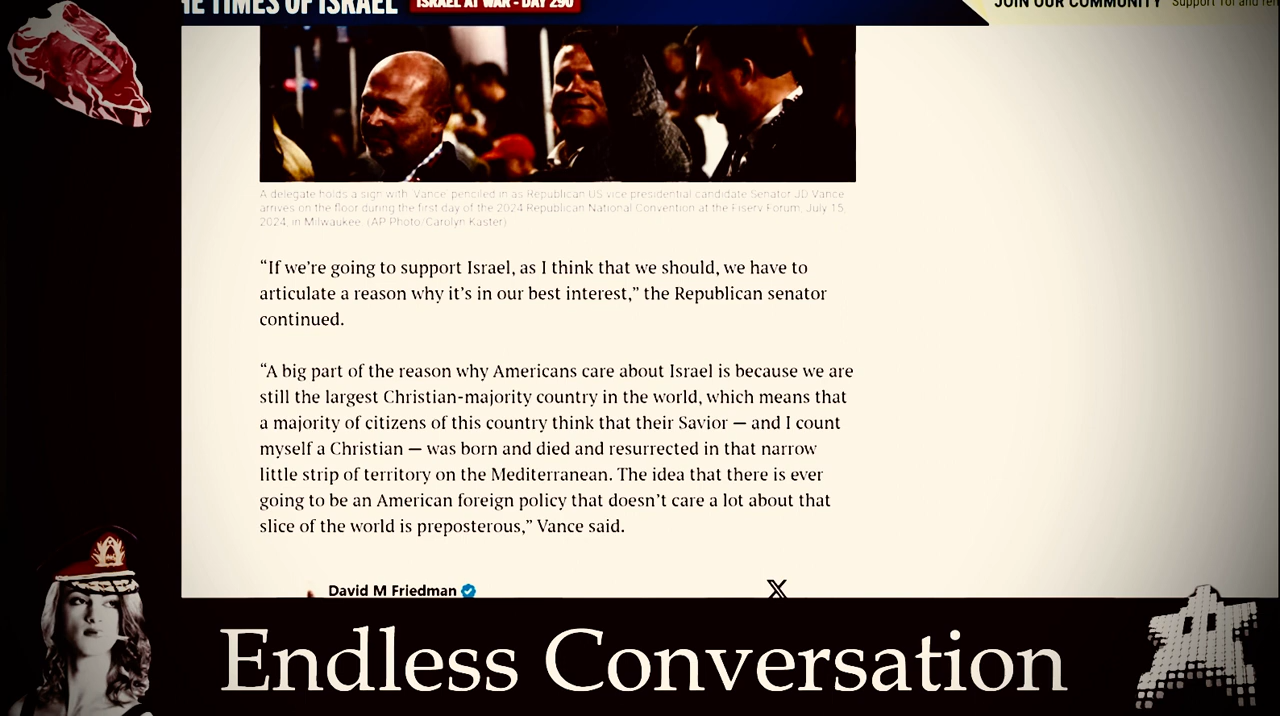 HE TIMES OF ISRAEL ISRAEL AT WAR - DAY 290
JOIN OUR COMMUNITY Support ToI and
A delegate holds a sign with 'Vance' penciled in as Republican US vice presidential candidate Senator JD Vance
arrives on the floor during the first day of the 2024 Republican National Convention at the Fiserv Forum, July 15,
2024, in Milwaukee. (AP Photo/Carolyn Kaster)
“If we’re going to support Israel, as I think that we should, we have to
articulate a reason why it’s in our best interest,” the Republican senator
continued.
“A big part of the reason why Americans care about Israel is because we are
still the largest Christian-majority country in the world, which means that
a majority of citizens of this country think that their Savior — and I count
myself a Christian — was born and died and resurrected in that narrow
little strip of territory on the Mediterranean. The idea that there is ever
going to be an American foreign policy that doesn’t care a lot about that
slice of the world is preposterous,” Vance said.
David M Friedman
Endless Conversation